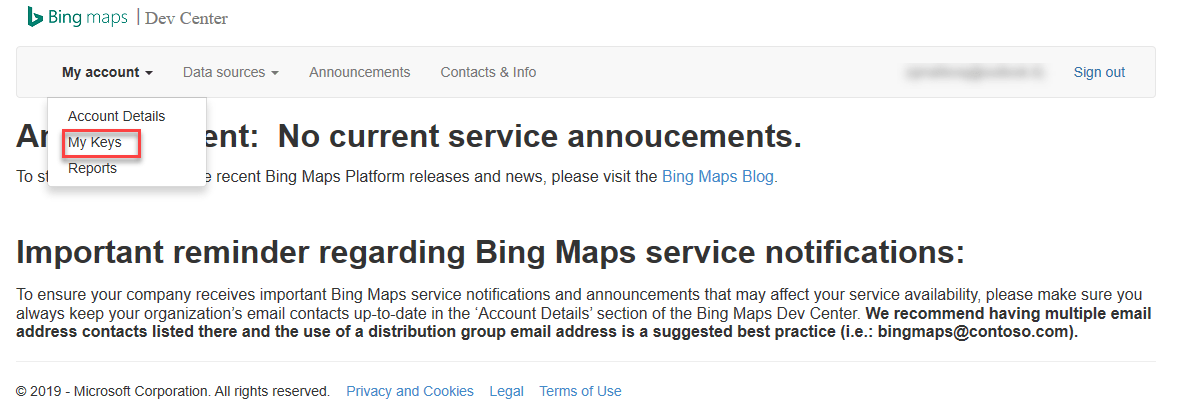 Bing maps | Dev Center
My account Data sources Announcements Contacts & Info Sign out
Account Details
My Keys
Reports
An ent: No current service annoucements.
To st e recent Bing Maps Platform releases and news, please visit the Bing Maps Blog.
Important reminder regarding Bing Maps service notifications:
To ensure your company receives important Bing Maps service notifications and announcements that may affect your service availability, please make sure you
always keep your organization’s email contacts up-to-date in the ‘Account Details’ section of the Bing Maps Dev Center. We recommend having multiple email
address contacts listed there and the use of a distribution group email address is a suggested best practice (i.e.: bingmaps@contoso.com).
© 2019 - Microsoft Corporation. All rights reserved. Privacy and Cookies Legal Terms of Use